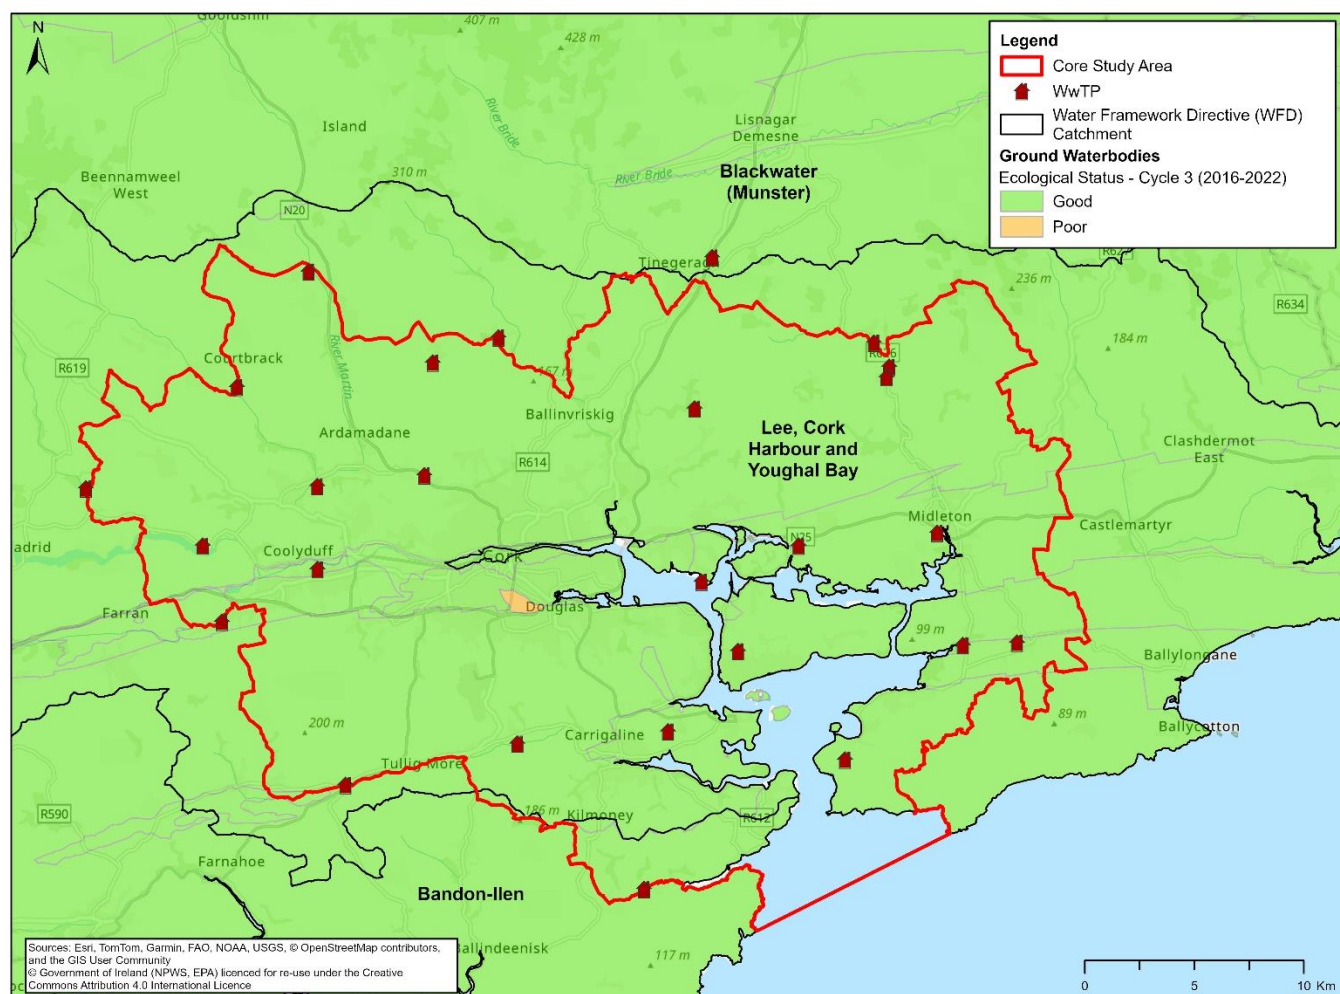 Goodshill
407 m
428 m
N
Legend
Core Study Area
WwTP
Water Framework Directive (WFD)
Catchment
Ground Waterbodies
Ecological Status - Cycle 3 (2016-2022)
Good
Poor
River Bride
Island
Lisnagar
Demesne
Beennamweel
West
310 m
River Bride
Blackwater
(Munster)
N20
Tinegeragh
236 m
R634
Courtbrack
R619
River Martin
R626
184 m
167 m
Ballinvriskig
Ardamadane
Lee, Cork
Harbour and
Youghal Bay
Clashdermot
East
R614
Midleton
Castlemartyr
N25
Coolyduff
Cork
Farran
Douglas
99 m
Ballylongane
200 m
Carrigaline
89 m
Ballycotton
Tullig More
R590
186 m
Kilmoney
R612
Farnahoe
Bandon-Ilen
Ballindeenisk
117 m
Sources: Esri, TomTom, Garmin, FAO, NOAA, USGS, © OpenStreetMap contributors,
and the GIS User Community
© Government of Ireland (NPWS, EPA) licenced for re-use under the Creative
Commons Attribution 4.0 International Licence
0 5 10 Km